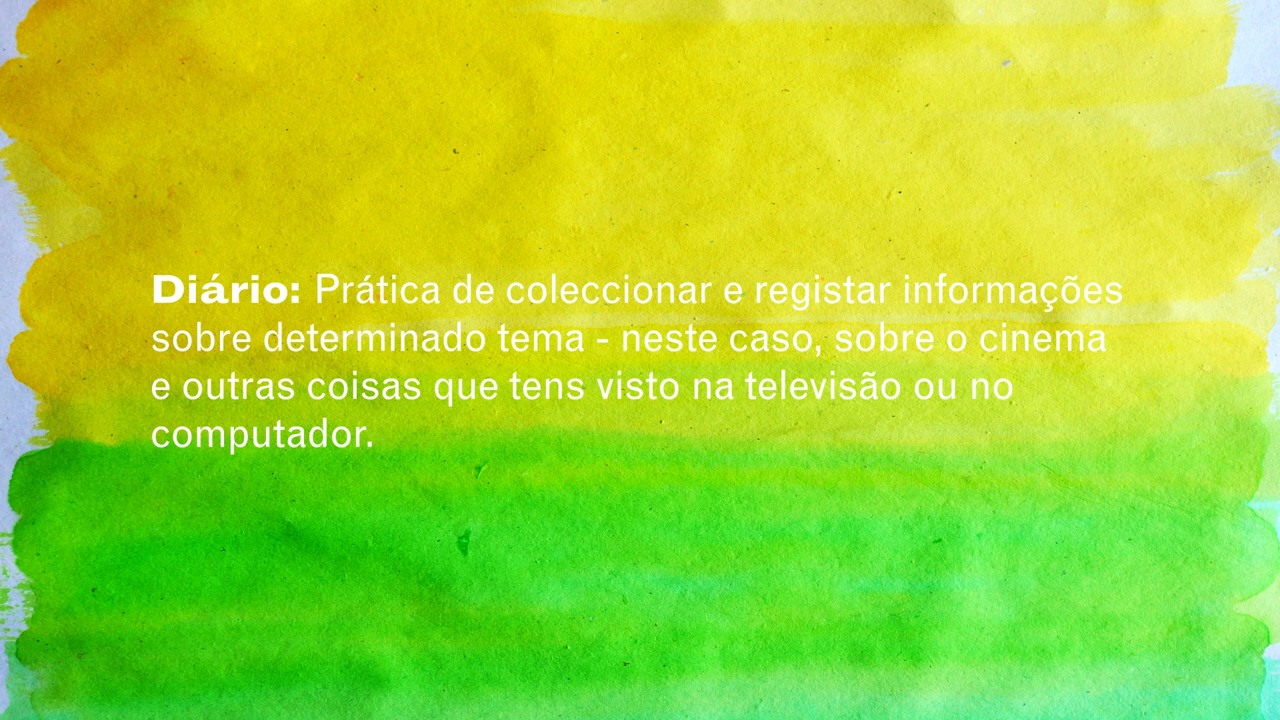 Diário: Prática de coleccionar e registar informações
sobre determinado tema - neste caso, sobre o cinema
e outras coisas que tens visto na televisão ou no
computador.